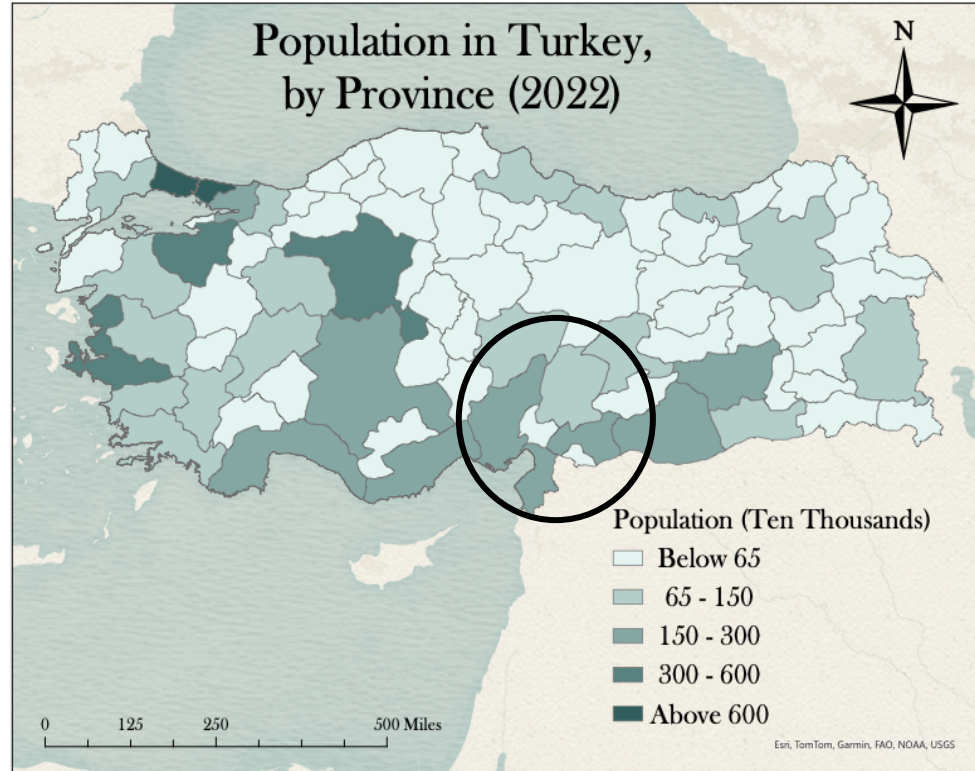 Population in Turkey,
by Province (2022)
N
Population (Ten Thousands)
Below 65
65 - 150
150 - 300
300 - 600
Above 600
0 125 250 500 Miles
Esri, TomTom, Garmin, FAO, NOAA, USGS